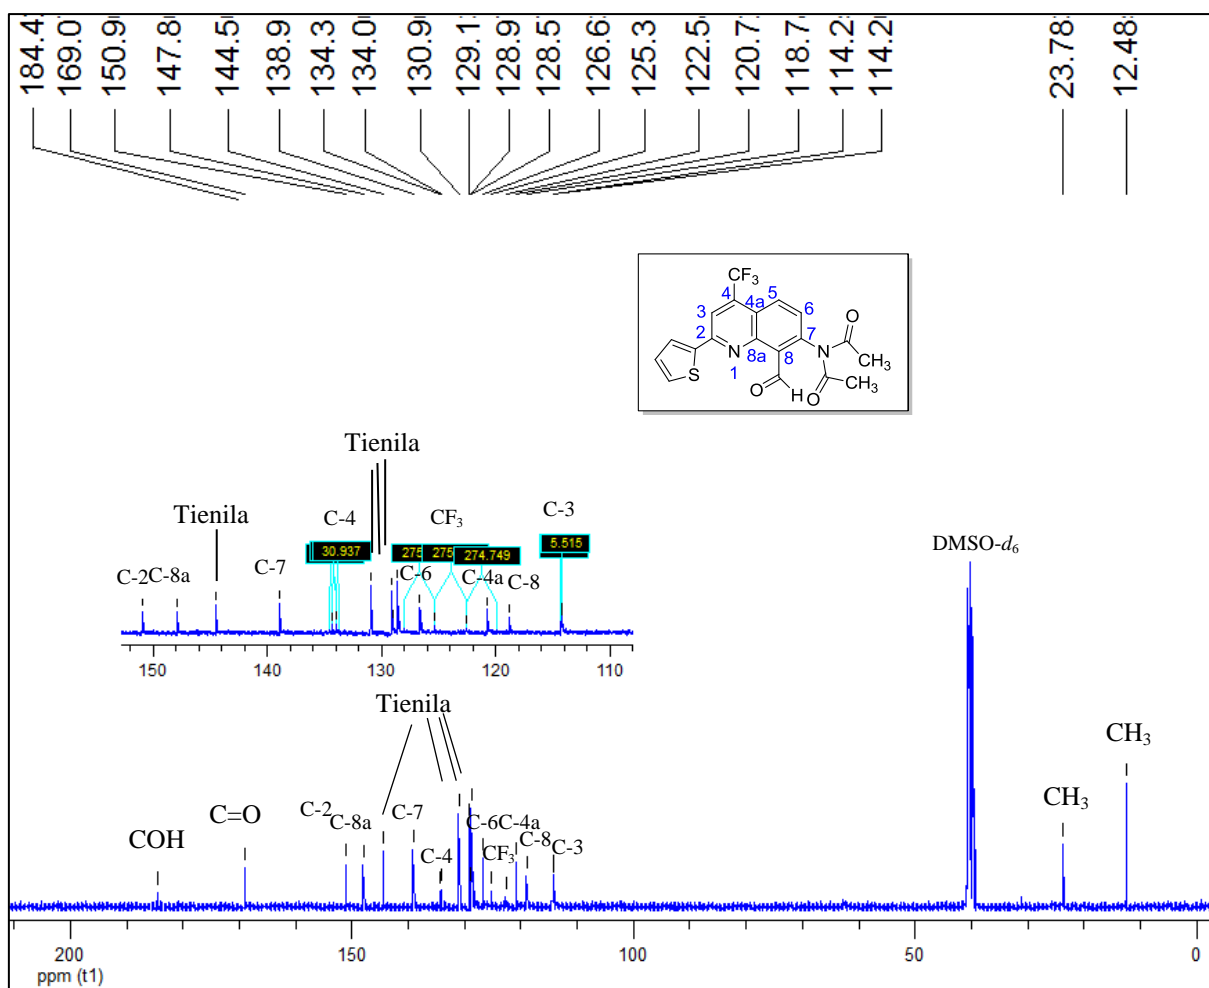 184.4 169.0 150.9 147.8 144.5 138.9 134.3 134.0 130.9 129.1 128.9 128.5 126.6 125.3 122.5 120.7 118.7 114.2 114.2 23.78 12.48
CF₃
4 5
3 4a 6
2 7
N 8a 8 N
1
S
O
CH₃
O H
O
CH₃
Tienila
Tienila C-4 CF₃ C-3
30.937 275 275 274.749 5.515
C-2 C-8a C-7 C-6 C-4a C-8
150 140 130 120 110
DMSO-d₆
Tienila
COH C=O C-2 C-8a C-7 C-4 C-6 CF₃ C-4a C-8 C-3 CH₃ CH₃
200 150 100 50 0
ppm (t1)